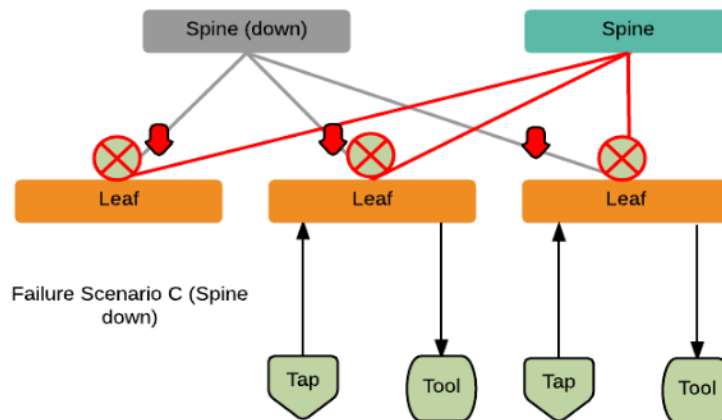 Spine (down)
Spine
Leaf
Leaf
Leaf
Failure Scenario C (Spine
down)
Tap
Tool
Tap
Tool